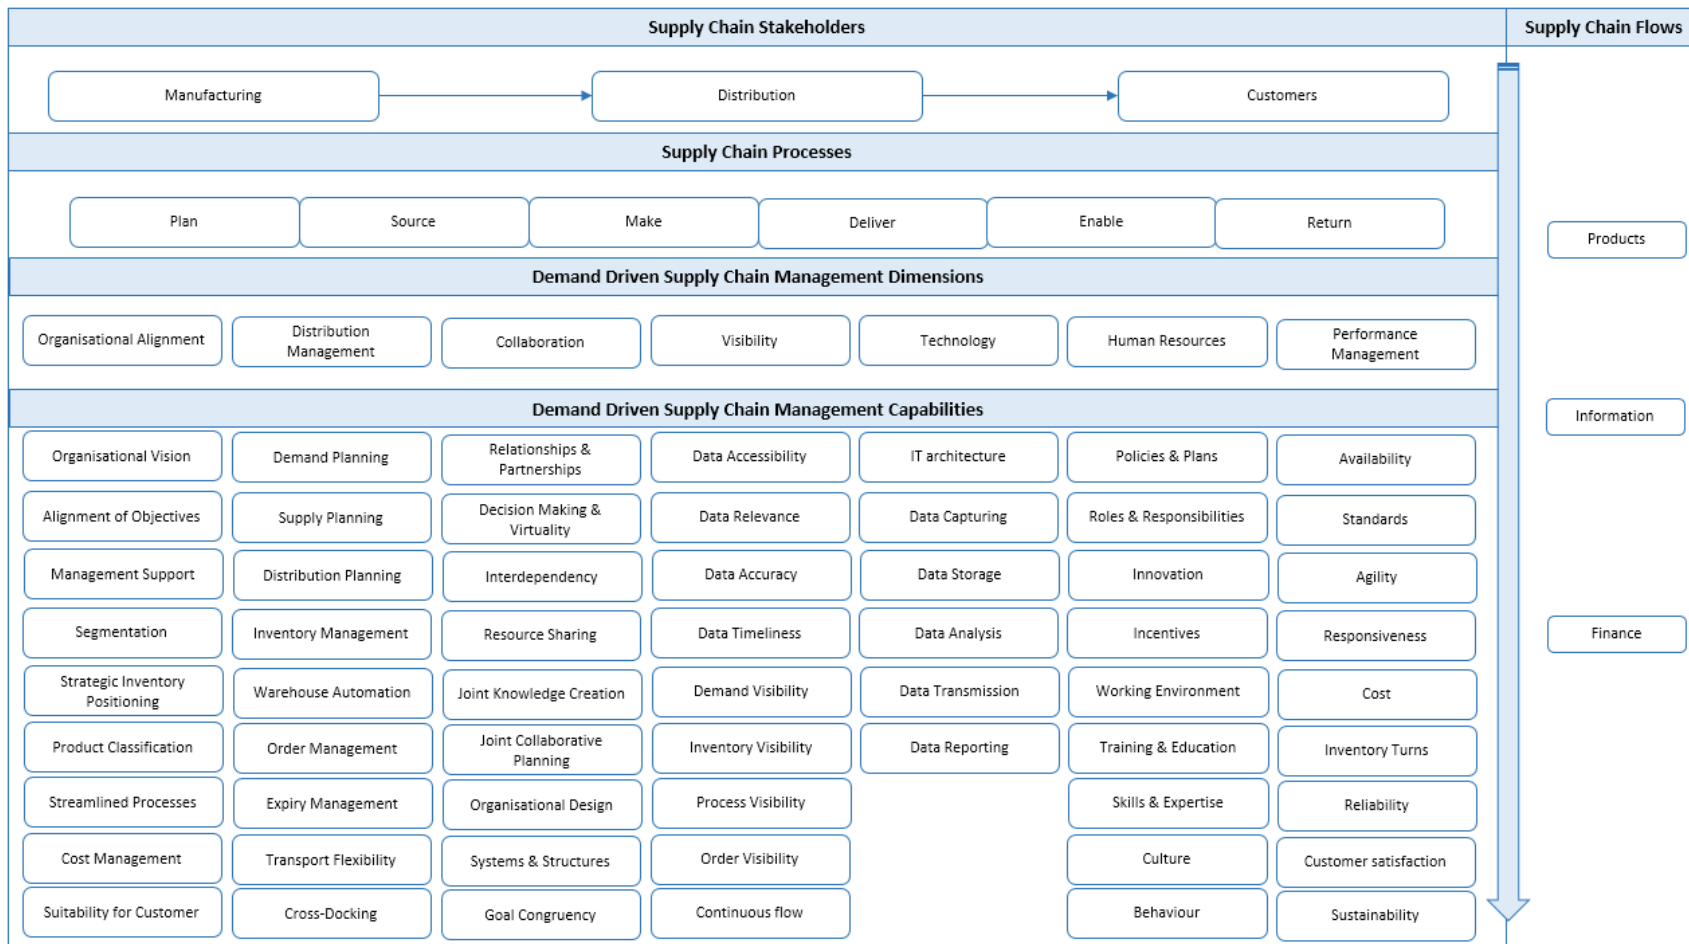 Supply Chain Stakeholders
Supply Chain Flows
Manufacturing
Distribution
Customers
Supply Chain Processes
Plan
Source
Make
Deliver
Enable
Return
Products
Demand Driven Supply Chain Management Dimensions
Organisational Alignment
Distribution
Management
Collaboration
Visibility
Technology
Human Resources
Performance
Management
Demand Driven Supply Chain Management Capabilities
Information
Organisational Vision
Demand Planning
Relationships &
Partnerships
Data Accessibility
IT architecture
Policies & Plans
Availability
Alignment of Objectives
Supply Planning
Decision Making &
Virtuality
Data Relevance
Data Capturing
Roles & Responsibilities
Standards
Management Support
Distribution Planning
Interdependency
Data Accuracy
Data Storage
Innovation
Agility
Segmentation
Inventory Management
Resource Sharing
Data Timeliness
Data Analysis
Incentives
Responsiveness
Finance
Strategic Inventory
Positioning
Warehouse Automation
Joint Knowledge Creation
Demand Visibility
Data Transmission
Working Environment
Cost
Product Classification
Order Management
Joint Collaborative
Planning
Inventory Visibility
Data Reporting
Training & Education
Inventory Turns
Streamlined Processes
Expiry Management
Organisational Design
Process Visibility
Skills & Expertise
Reliability
Cost Management
Transport Flexibility
Systems & Structures
Order Visibility
Culture
Customer satisfaction
Suitability for Customer
Cross-Docking
Goal Congruency
Continuous flow
Behaviour
Sustainability